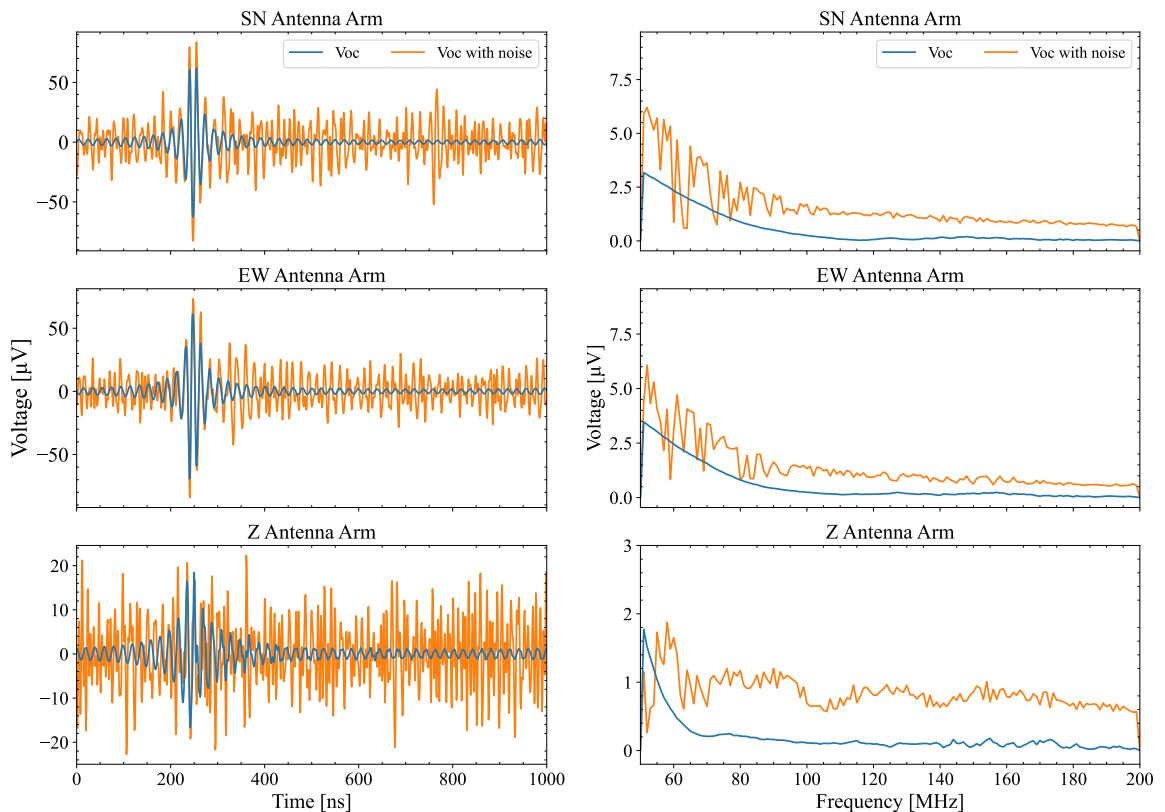 SN Antenna Arm
Voc
Voc with noise
50
0
−50
SN Antenna Arm
Voc
Voc with noise
7.5
5.0
2.5
0.0
EW Antenna Arm
50
0
−50
Voltage [µV]
EW Antenna Arm
7.5
5.0
2.5
0.0
Voltage [µV]
Z Antenna Arm
20
10
0
−10
−20
0 200 400 600 800 1000
Time [ns]
Z Antenna Arm
3
2
1
0
60 80 100 120 140 160 180 200
Frequency [MHz]